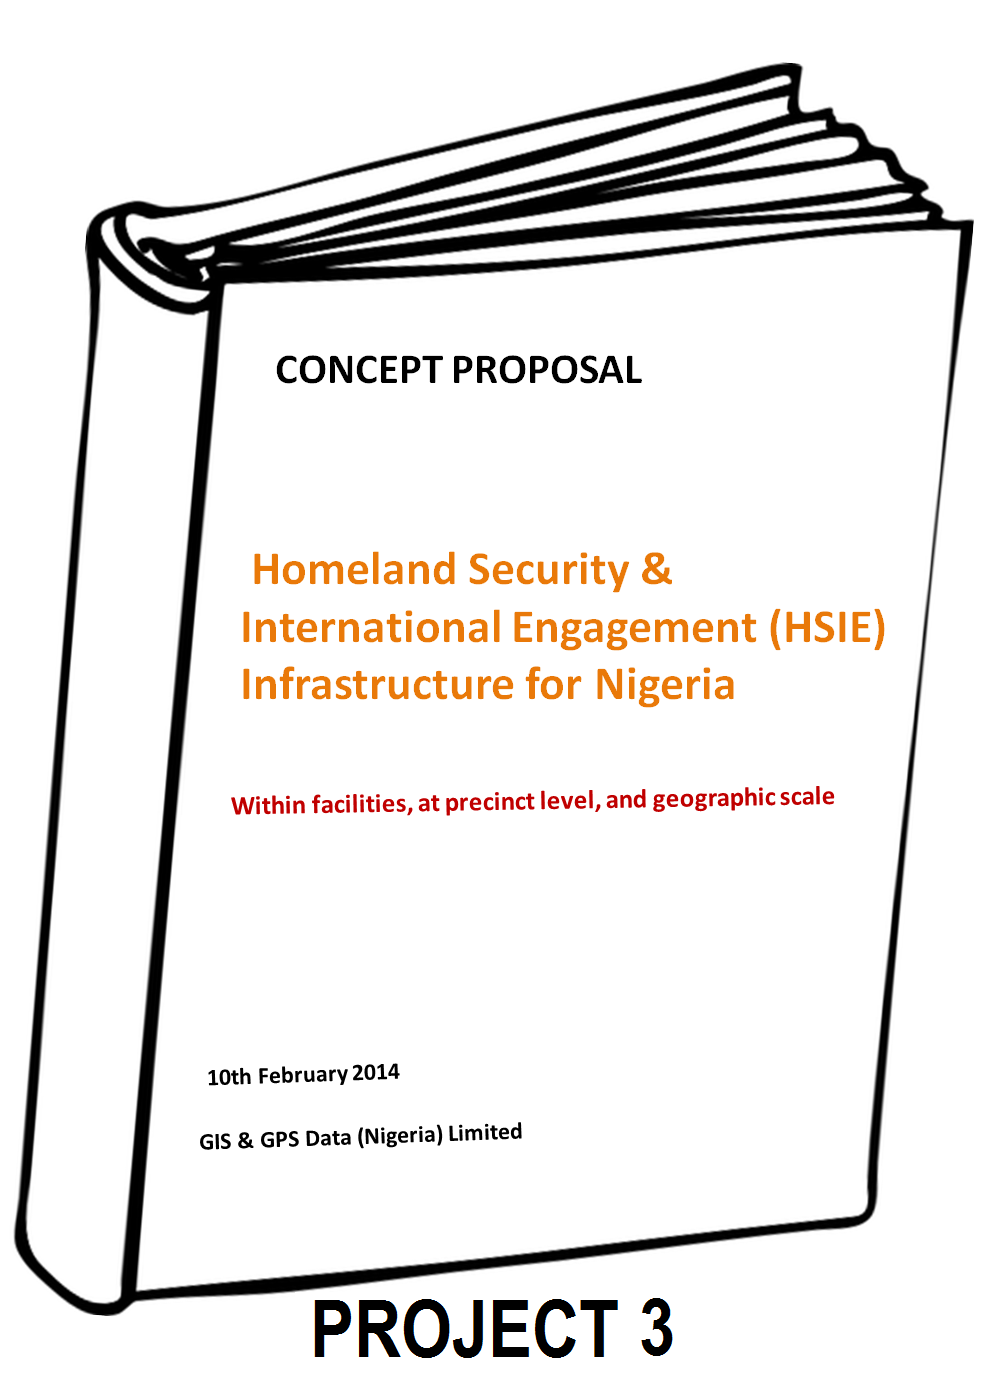 CONCEPT PROPOSAL
Homeland Security &
International Engagement (HSIE)
Infrastructure for Nigeria
Within facilities, at precinct level, and geographic scale
10th February 2014
GIS & GPS Data (Nigeria) Limited
PROJECT 3